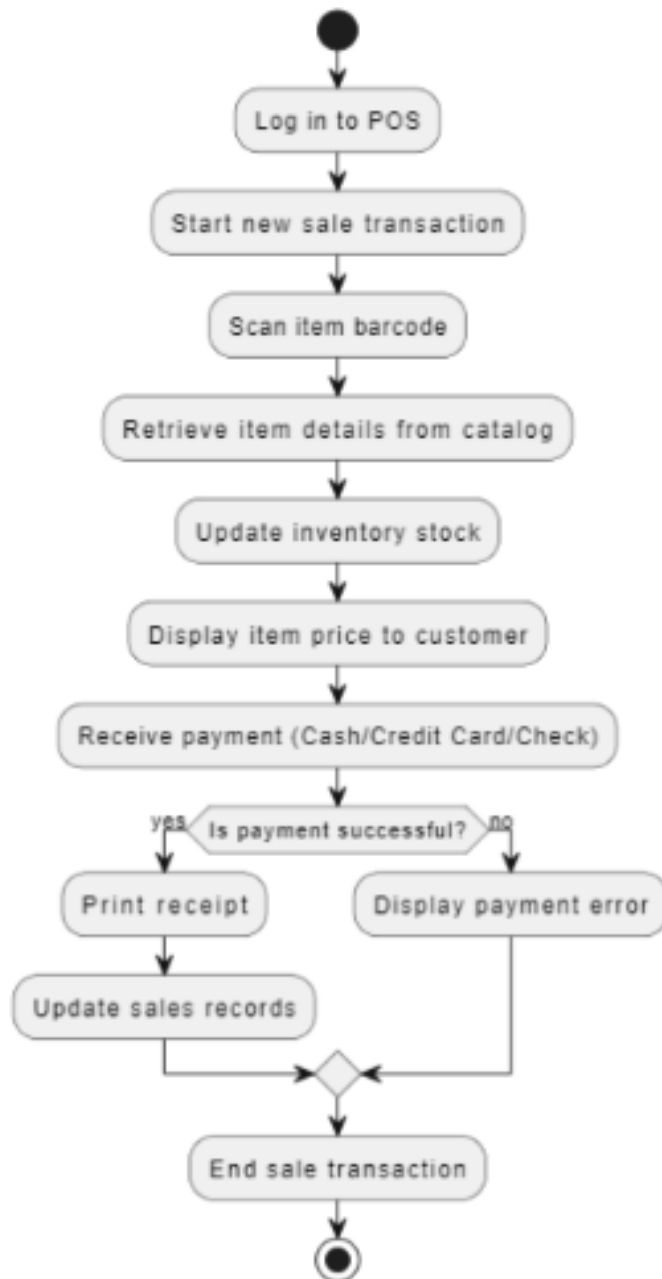 Log in to POS
Start new sale transaction
Scan item barcode
Retrieve item details from catalog
Update inventory stock
Display item price to customer
Receive payment (Cash/Credit Card/Check)
yes
Is payment successful?
no
Print receipt
Display payment error
Update sales records
End sale transaction